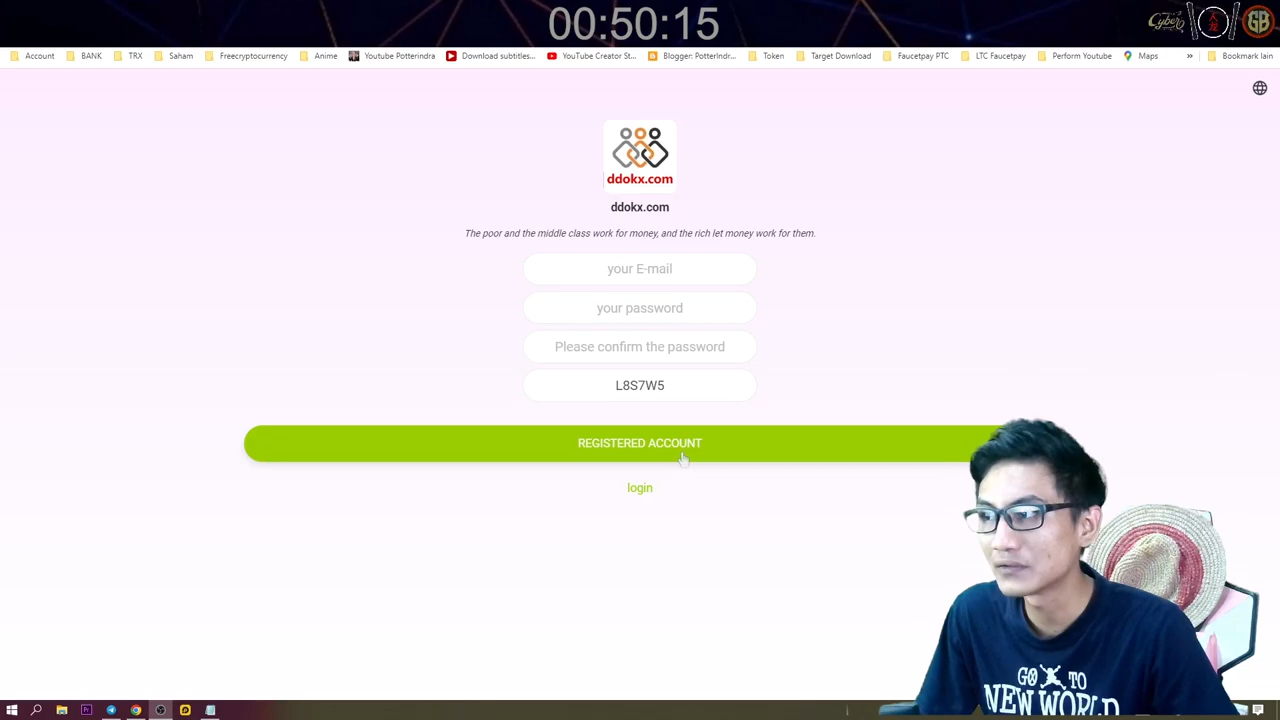 00:50:15
Cyber
GB
Account BANK TRX Saham Freecryptocurrency Anime Youtube Potterindra Download subtitles... YouTube Creator St... Blogger: PotterIndr... Token Target Download Faucetpay PTC LTC Faucetpay Perform Youtube Maps » Bookmark lain
ddokx.com
ddokx.com
The poor and the middle class work for money, and the rich let money work for them.
your E-mail
your password
Please confirm the password
L8S7W5
REGISTERED ACCOUNT
login
GO TO
NEW WORLD